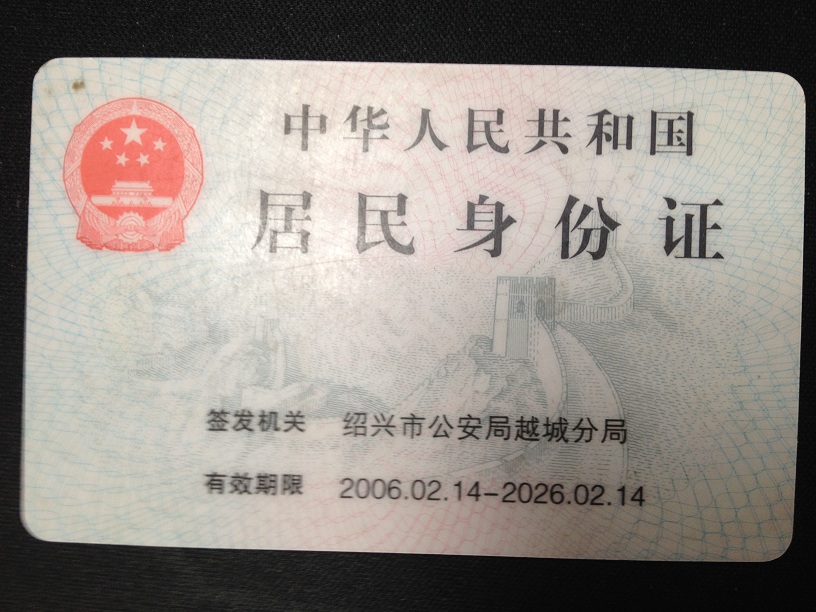 中华人民共和国
居民身份证
签发机关 绍兴市公安局越城分局
有效期限 2006.02.14-2026.02.14